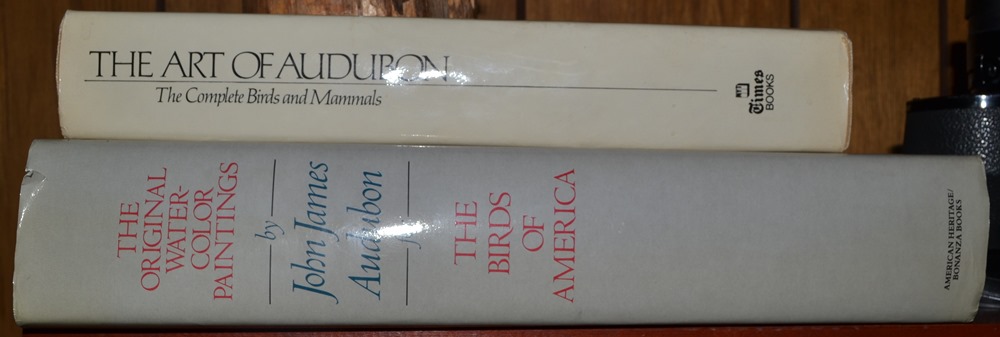 THE ART OF AUDUBON
The Complete Birds and Mammals
Times
BOOKS
THE
ORIGINAL
WATER-
COLOR
PAINTINGS
by
John James
Audubon
THE
BIRDS
OF
AMERICA
AMERICAN HERITAGE/
BONANZA BOOKS